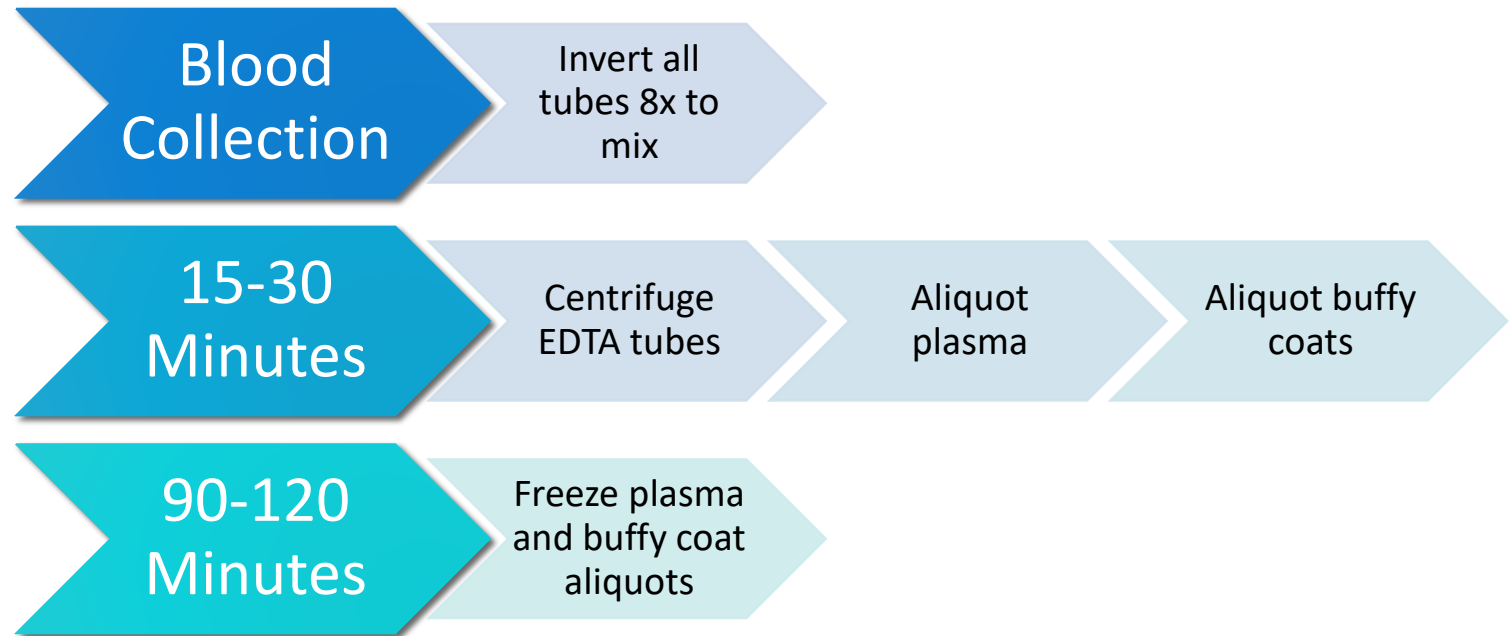 Blood
Collection
Invert all
tubes 8x to
mix
15-30
Minutes
Centrifuge
EDTA tubes
Aliquot
plasma
Aliquot buffy
coats
90-120
Minutes
Freeze plasma
and buffy coat
aliquots